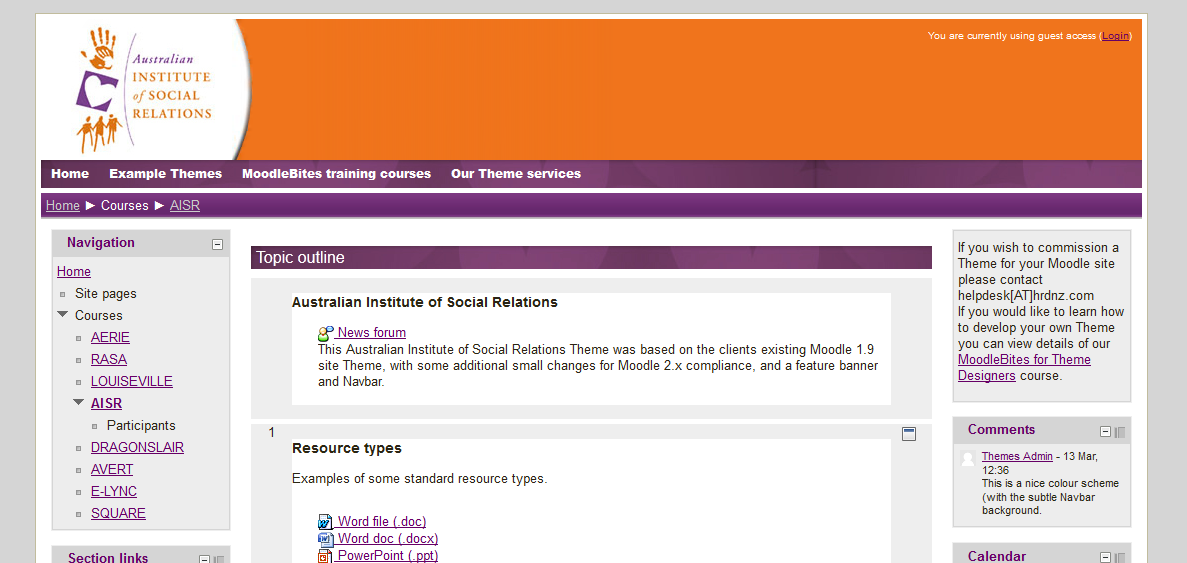 You are currently using guest access (Login)
Australian
INSTITUTE
of SOCIAL
RELATIONS
Home Example Themes MoodleBites training courses Our Theme services
Home ► Courses ► AISR
Navigation
Home
Site pages
Courses
AERIE
RASA
LOUISEVILLE
AISR
Participants
DRAGONSLAIR
AVERT
E-LYNC
SQUARE
Section links
Topic outline
Australian Institute of Social Relations
News forum
This Australian Institute of Social Relations Theme was based on the clients existing Moodle 1.9
site Theme, with some additional small changes for Moodle 2.x compliance, and a feature banner
and Navbar.
1
Resource types
Examples of some standard resource types.
Word file (.doc)
Word doc (.docx)
PowerPoint (.ppt)
If you wish to commission a
Theme for your Moodle site
please contact
helpdesk[AT]hrdnz.com
If you would like to learn how
to develop your own Theme
you can view details of our
MoodleBites for Theme
Designers course.
Comments
Themes Admin - 13 Mar,
12:36
This is a nice colour scheme
(with the subtle Navbar
background.
Calendar